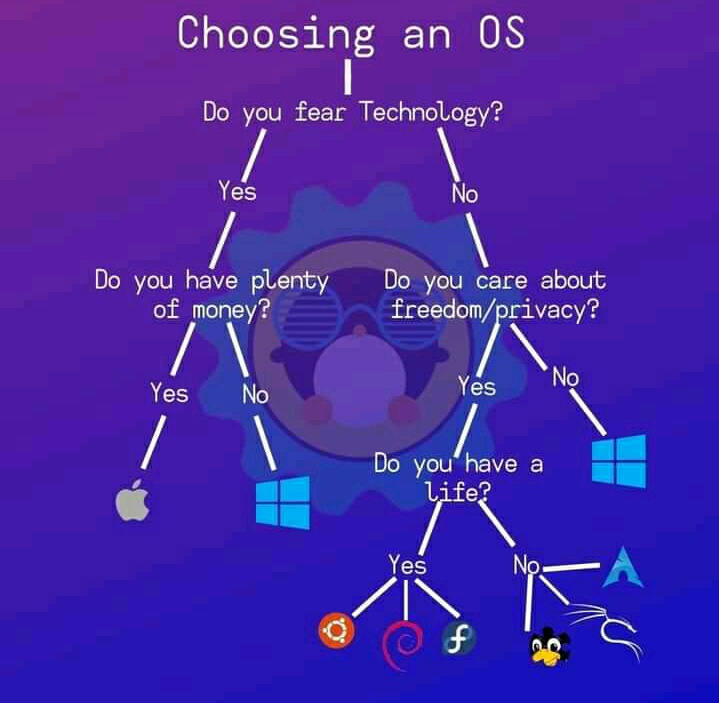 Choosing an OS
Do you fear Technology?
Yes
No
Do you have plenty
of money?
Do you care about
freedom/privacy?
Yes
No
Yes
No
Do you have a
life?
Yes
No